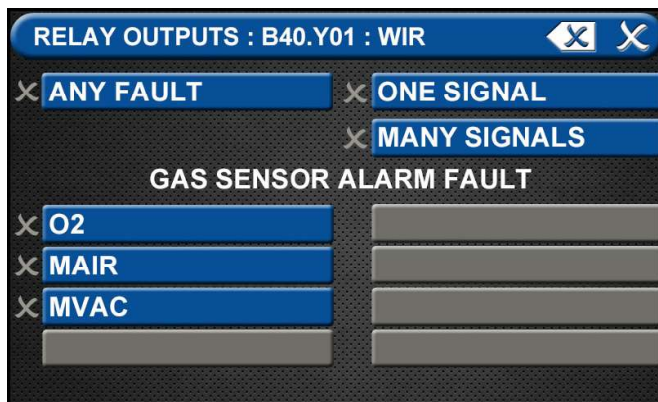 RELAY OUTPUTS : B40.Y01 : WIR
ANY FAULT
ONE SIGNAL
MANY SIGNALS
GAS SENSOR ALARM FAULT
O2
MAIR
MVAC